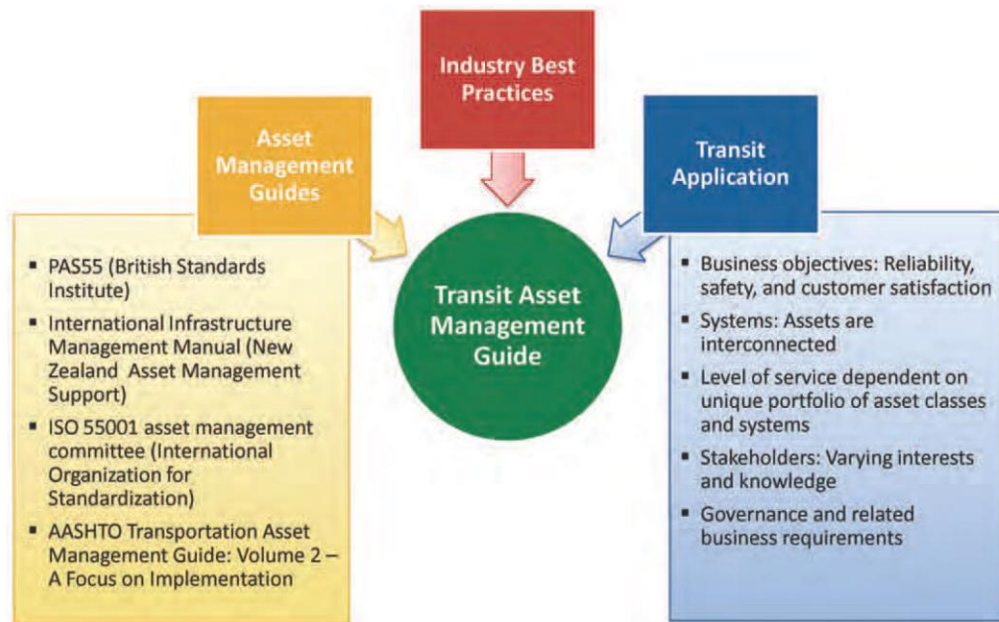 Industry Best
Practices
Asset
Management
Guides
Transit
Application
Transit Asset
Management
Guide
▪ PAS55 (British Standards
Institute)
▪ International Infrastructure
Management Manual (New
Zealand Asset Management
Support)
▪ ISO 55001 asset management
committee (International
Organization for
Standardization)
▪ AASHTO Transportation Asset
Management Guide: Volume 2 –
A Focus on Implementation
▪ Business objectives: Reliability,
safety, and customer satisfaction
▪ Systems: Assets are
interconnected
▪ Level of service dependent on
unique portfolio of asset classes
and systems
▪ Stakeholders: Varying interests
and knowledge
▪ Governance and related
business requirements